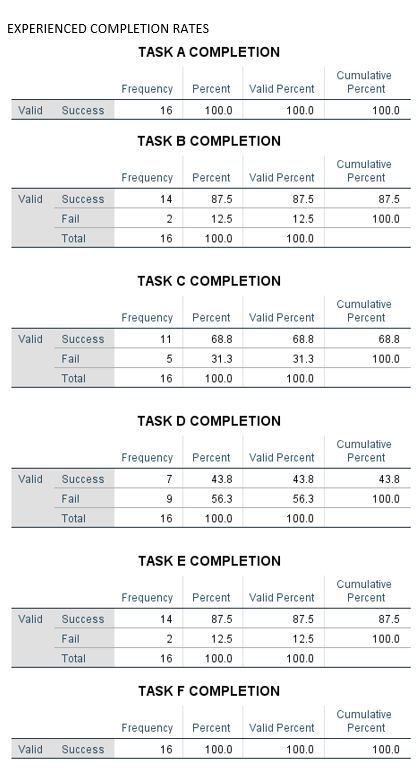 EXPERIENCED COMPLETION RATES
TASK A COMPLETION
Frequency Percent Valid Percent Cumulative Percent
Valid Success 16 100.0 100.0 100.0
TASK B COMPLETION
Frequency Percent Valid Percent Cumulative Percent
Valid Success 14 87.5 87.5 87.5
Fail 2 12.5 12.5 100.0
Total 16 100.0 100.0
TASK C COMPLETION
Frequency Percent Valid Percent Cumulative Percent
Valid Success 11 68.8 68.8 68.8
Fail 5 31.3 31.3 100.0
Total 16 100.0 100.0
TASK D COMPLETION
Frequency Percent Valid Percent Cumulative Percent
Valid Success 7 43.8 43.8 43.8
Fail 9 56.3 56.3 100.0
Total 16 100.0 100.0
TASK E COMPLETION
Frequency Percent Valid Percent Cumulative Percent
Valid Success 14 87.5 87.5 87.5
Fail 2 12.5 12.5 100.0
Total 16 100.0 100.0
TASK F COMPLETION
Frequency Percent Valid Percent Cumulative Percent
Valid Success 16 100.0 100.0 100.0